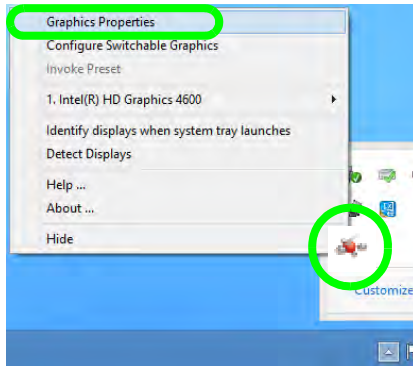 Graphics Properties
Configure Switchable Graphics
Invoke Preset
1. Intel(R) HD Graphics 4600
Identify displays when system tray launches
Detect Displays
Help ...
About ...
Hide
Customize